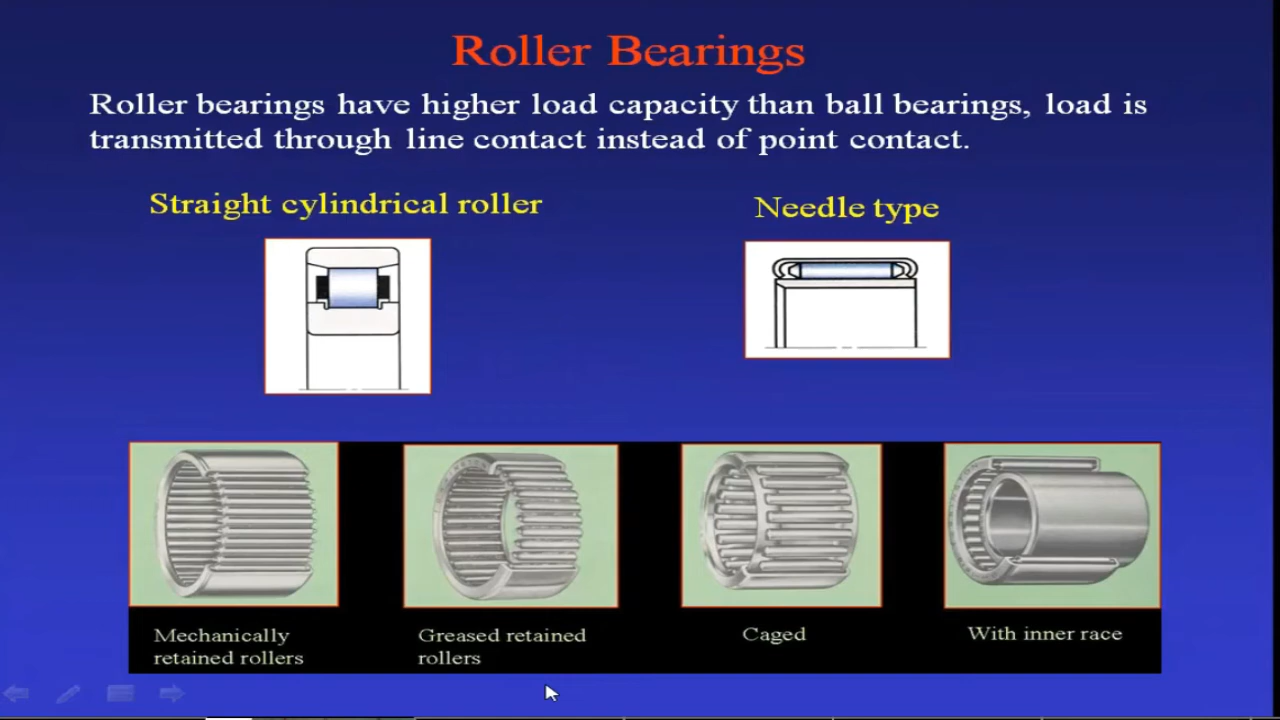 Roller Bearings
Roller bearings have higher load capacity than ball bearings, load is
transmitted through line contact instead of point contact.
Straight cylindrical roller
Needle type
Mechanically
retained rollers
Greased retained
rollers
Caged
With inner race